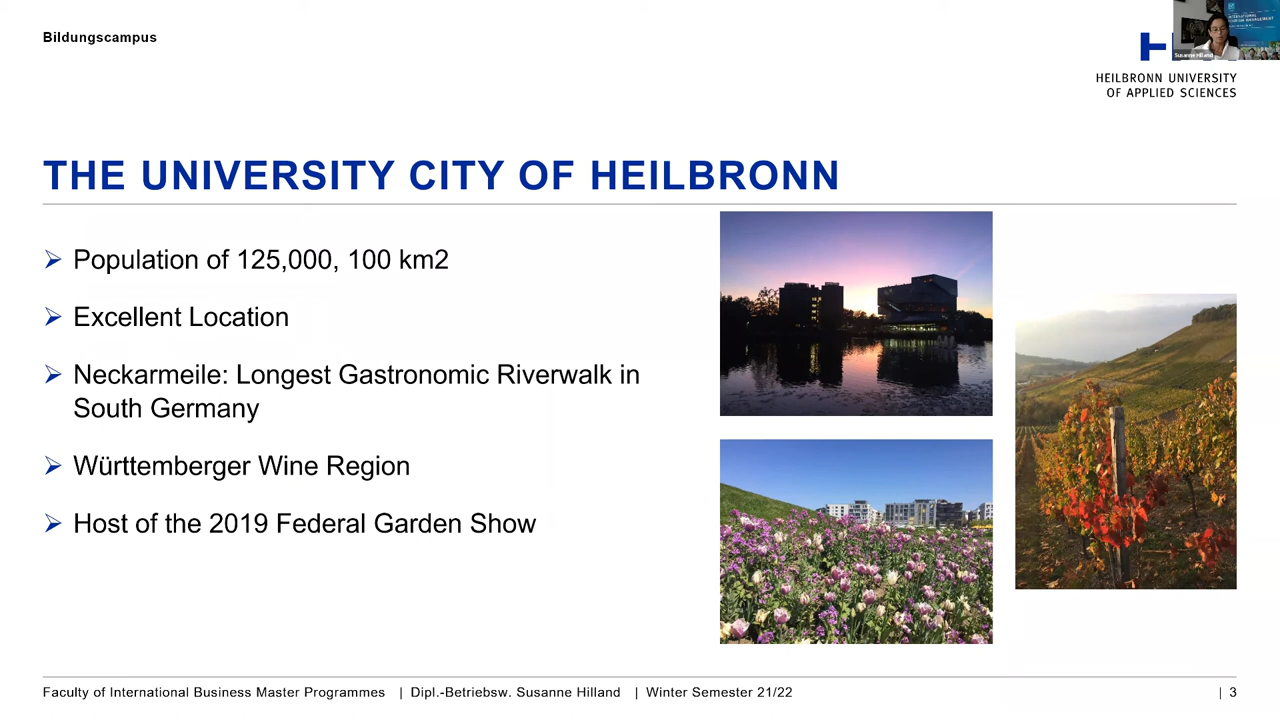 Bildungscampus
Susanne Hilland
HEILBRONN UNIVERSITY
OF APPLIED SCIENCES
THE UNIVERSITY CITY OF HEILBRONN
Population of 125,000, 100 km2
Excellent Location
Neckarmeile: Longest Gastronomic Riverwalk in
South Germany
Württemberger Wine Region
Host of the 2019 Federal Garden Show
Faculty of International Business Master Programmes | Dipl.-Betriebsw. Susanne Hilland | Winter Semester 21/22 | 3